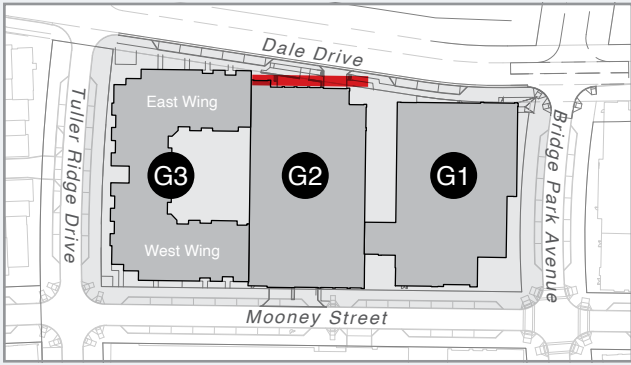 Dale Drive
East Wing
Tuller Ridge Drive
G3
G2
G1
Bridge Park Avenue
West Wing
Mooney Street